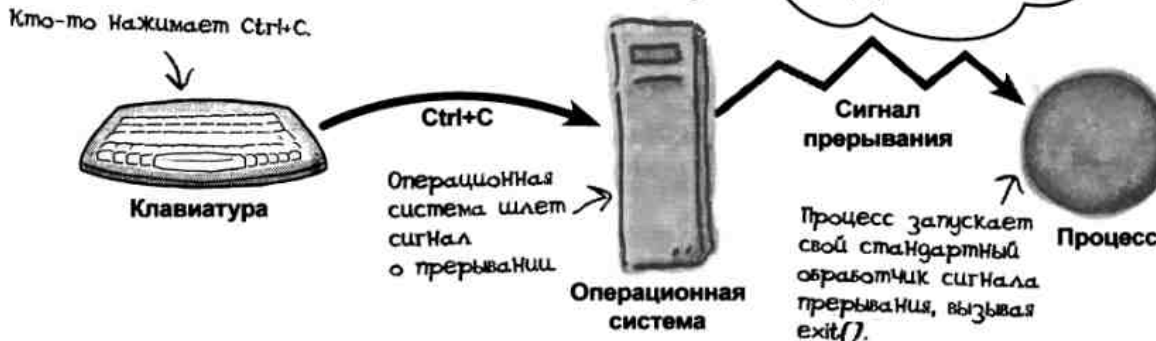 Кто-то нажимает Ctrl+C.
Клавиатура
Ctrl+C
Операционная
система шлет
сигнал
о прерывании
Операционная
система
Сигнал
прерывания
Процесс запускает
свой стандартный
обработчик сигнала
прерывания, вызывая
exit().
Процесс